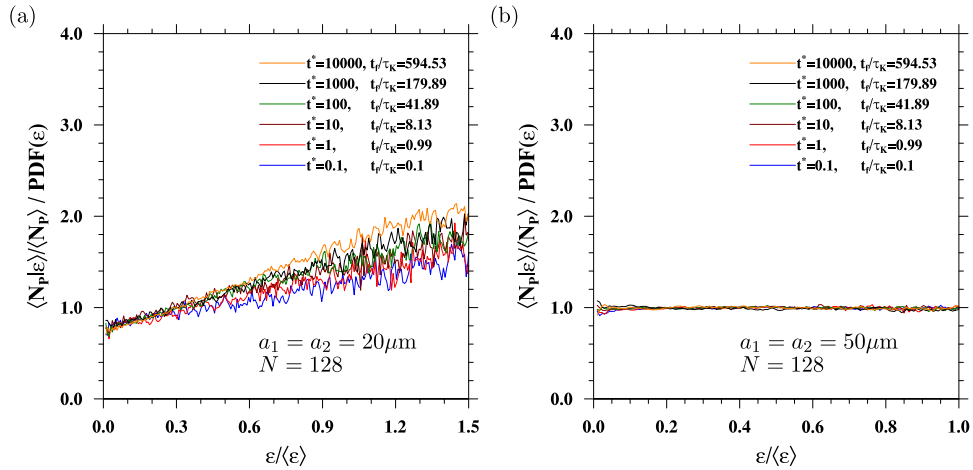 (a)
⟨N_P|ε⟩/⟨N_P⟩ / PDF(ε)
4.0
3.0
2.0
1.0
0.0
t*=10000, t_f/τ_K=594.53
t*=1000, t_f/τ_K=179.89
t*=100, t_f/τ_K=41.89
t*=10, t_f/τ_K=8.13
t*=1, t_f/τ_K=0.99
t*=0.1, t_f/τ_K=0.1
a₁ = a₂ = 20μm
N = 128
0.0 0.3 0.6 0.9 1.2 1.5
ε/⟨ε⟩
(b)
⟨N_P|ε⟩/⟨N_P⟩ / PDF(ε)
4.0
3.0
2.0
1.0
0.0
t*=10000, t_f/τ_K=594.53
t*=1000, t_f/τ_K=179.89
t*=100, t_f/τ_K=41.89
t*=10, t_f/τ_K=8.13
t*=1, t_f/τ_K=0.99
t*=0.1, t_f/τ_K=0.1
a₁ = a₂ = 50μm
N = 128
0.0 0.2 0.4 0.6 0.8 1.0
ε/⟨ε⟩